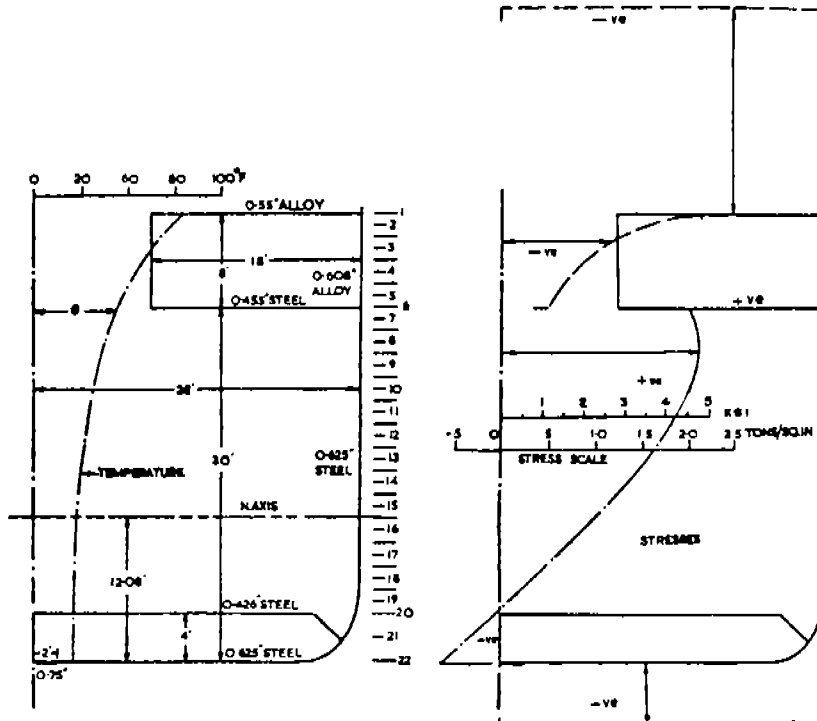 -ve
0 20 60 80 100°F
0·55" ALLOY
1
2
3
18'
8'
4
0·608"
ALLOY
5
0·455" STEEL
6
θ
7
8
9
36'
10
11
12
30'
13
0·625"
STEEL
TEMPERATURE
14
N.AXIS
15
16
17
12·08'
18
19
0·426" STEEL
20
4'
21
2'
0·625" STEEL
22
0·75"
-ve
+ve
+ve
1 2 3 4 5
K S I
·5 0 ·5 1·0 1·5 2·0 2·5 TONS/SQ.IN
STRESS SCALE
STRESSES
-ve
-ve